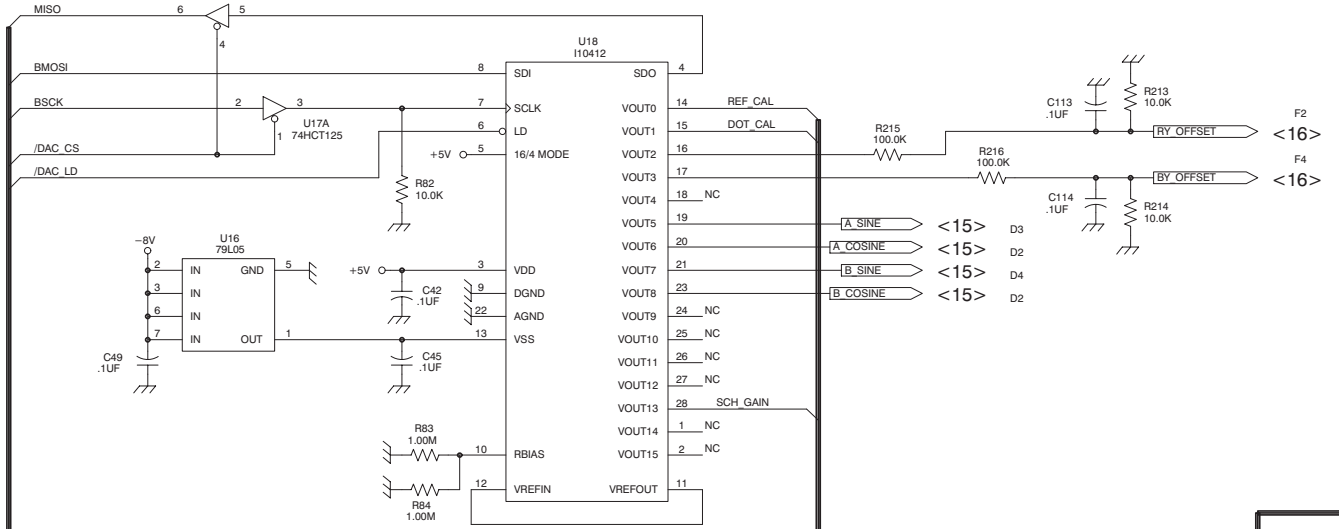 MISO 6 5
4
U18
I10412
BMOSI 8 SDI SDO 4
BSCK 2 3 7 SCLK VOUT0 14 REF_CAL
U17A
74HCT125
1
6 LD VOUT1 15 DOT_CAL
/DAC_CS +5V 5 16/4 MODE VOUT2 16
/DAC_LD VOUT3 17
R82
10.0K
R215
100.0K
R216
100.0K
C113
.1UF
R213
10.0K
F2
RY_OFFSET <16>
F4
BY_OFFSET <16>
C114
.1UF
R214
10.0K
VOUT4 18 NC
VOUT5 19 A_SINE <15> D3
VOUT6 20 A_COSINE <15> D2
VOUT7 21 B_SINE <15> D4
VOUT8 23 B_COSINE <15> D2
–8V
U16
79L05
2 IN GND 5
3 IN
6 IN
7 IN OUT 1
C49
.1UF
+5V 3 VDD
C42
.1UF
9 DGND
22 AGND
13 VSS
C45
.1UF
VOUT9 24 NC
VOUT10 25 NC
VOUT11 26 NC
VOUT12 27 NC
VOUT13 28 SCH_GAIN
VOUT14 1 NC
VOUT15 2 NC
R83
1.00M
10 RBIAS
R84
1.00M
12 VREFIN VREFOUT 11